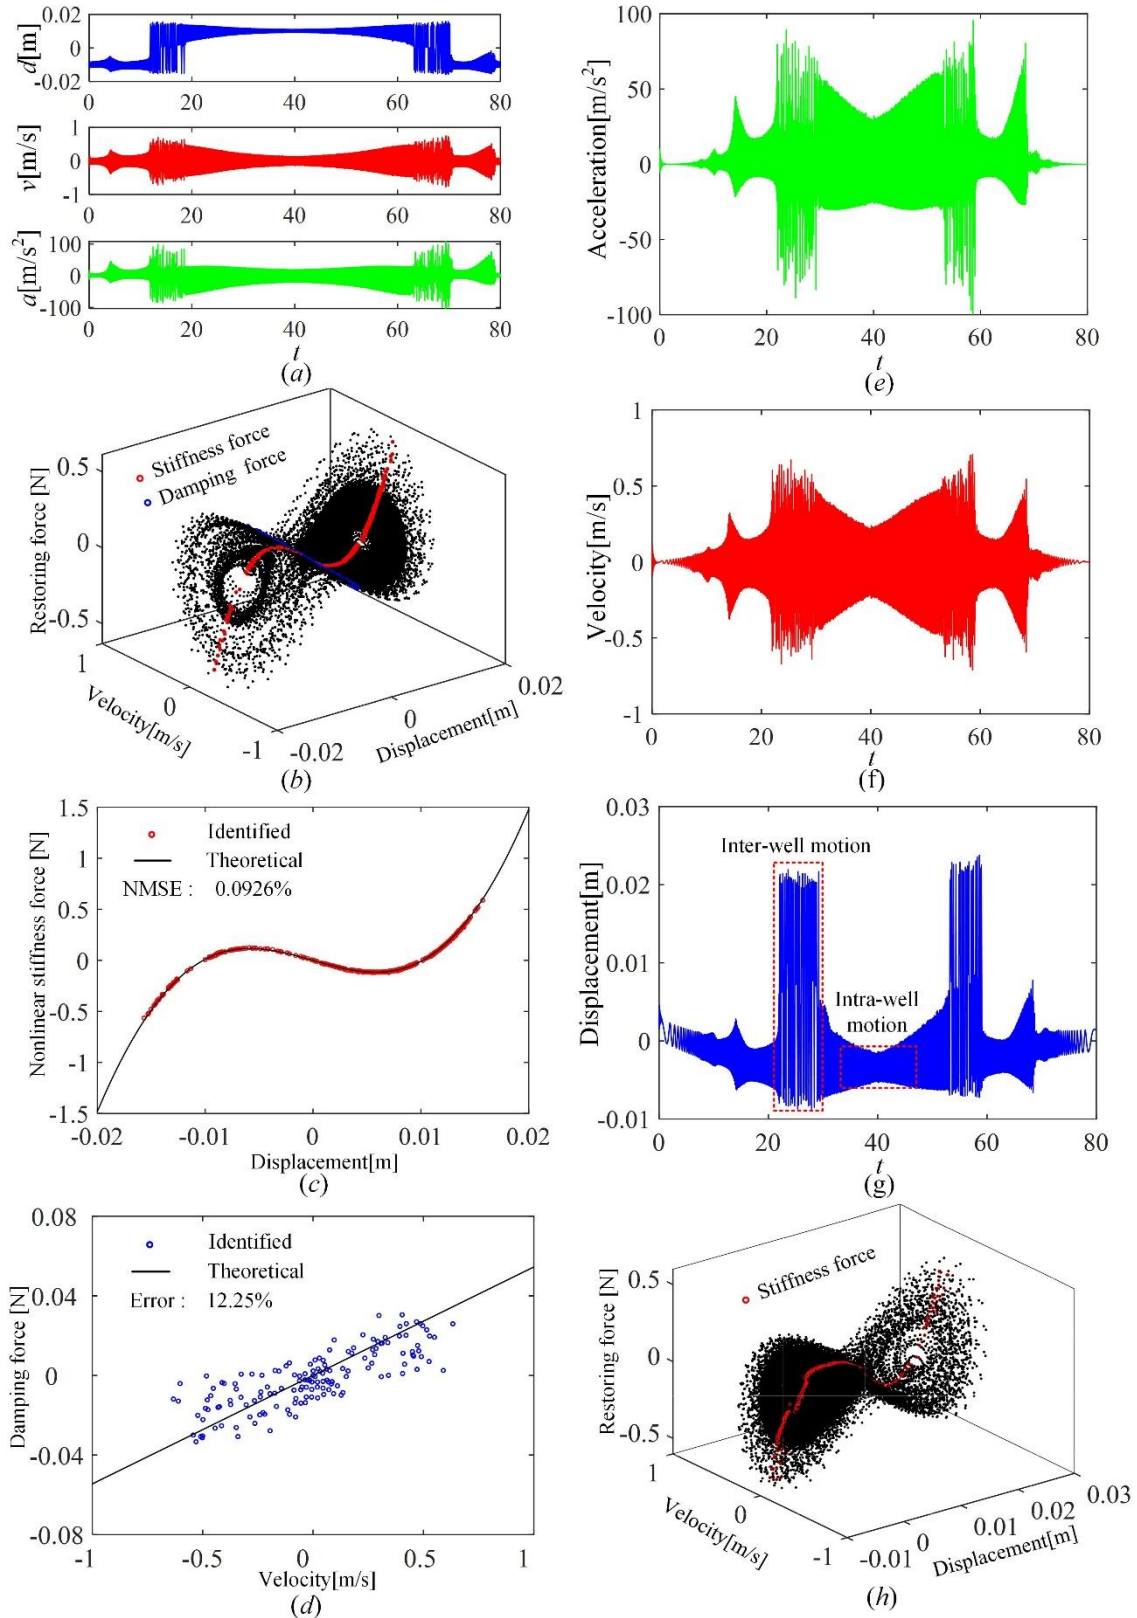 d[m]
0.02
0
-0.02
0 20 40 60 80
v[m/s]
1
0
-1
0 20 40 60 80
a[m/s²]
100
0
-100
0 20 40 60 80
t
(a)
Acceleration[m/s²]
100
50
0
-50
-100
0 20 40 60 80
t
(e)
Restoring force [N]
0.5
0
-0.5
Stiffness force
Damping force
1
0
-1
Velocity[m/s]
-0.02
0
0.02
Displacement[m]
(b)
Velocity[m/s]
1
0.5
0
-0.5
-1
0 20 40 60 80
t
(f)
Nonlinear stiffness force [N]
1.5
1
0.5
0
-0.5
-1
-1.5
Identified
Theoretical
NMSE : 0.0926%
-0.02 -0.01 0 0.01 0.02
Displacement[m]
(c)
Displacement[m]
0.03
0.02
0.01
0
-0.01
Inter-well motion
Intra-well
motion
0 20 40 60 80
t
(g)
Damping force [N]
0.08
0.04
0
-0.04
-0.08
Identified
Theoretical
Error : 12.25%
-1 -0.5 0 0.5 1
Velocity[m/s]
(d)
Restoring force [N]
0.5
0
-0.5
Stiffness force
1
0
-1
Velocity[m/s]
-0.01
0
0.01
0.02
0.03
Displacement[m]
(h)